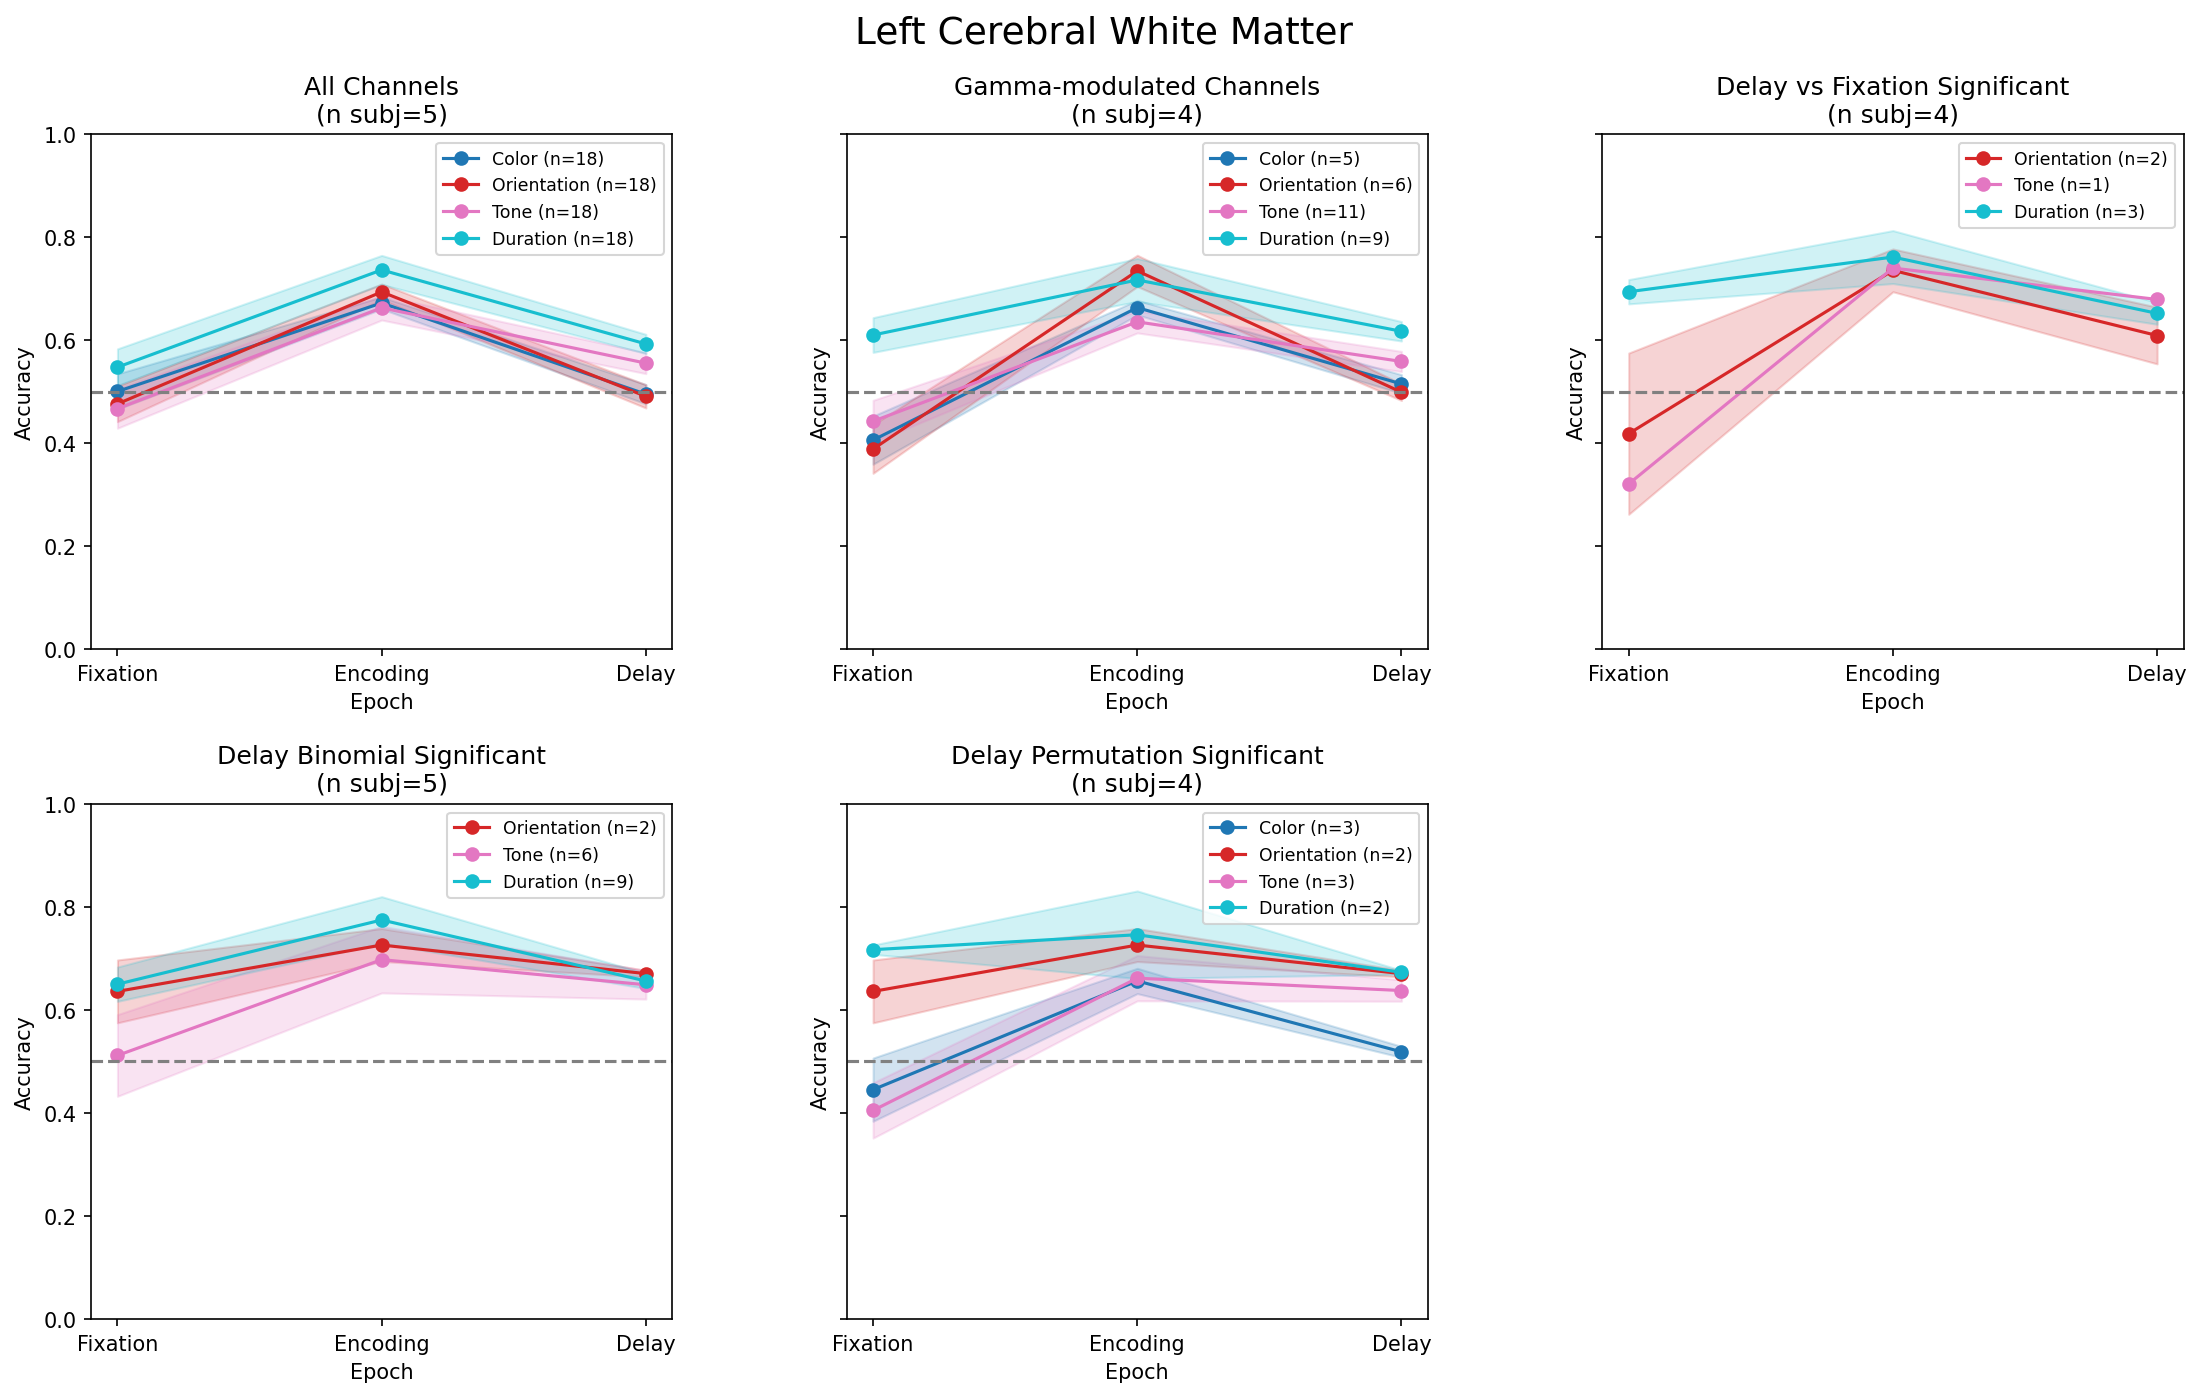 Left Cerebral White Matter
All Channels
(n subj=5)
1.0
0.8
0.6
0.4
0.2
0.0
Accuracy
Color (n=18)
Orientation (n=18)
Tone (n=18)
Duration (n=18)
Fixation
Encoding
Delay
Epoch
Gamma-modulated Channels
(n subj=4)
Accuracy
Color (n=5)
Orientation (n=6)
Tone (n=11)
Duration (n=9)
Fixation
Encoding
Delay
Epoch
Delay vs Fixation Significant
(n subj=4)
Accuracy
Orientation (n=2)
Tone (n=1)
Duration (n=3)
Fixation
Encoding
Delay
Epoch
Delay Binomial Significant
(n subj=5)
1.0
0.8
0.6
0.4
0.2
0.0
Accuracy
Orientation (n=2)
Tone (n=6)
Duration (n=9)
Fixation
Encoding
Delay
Epoch
Delay Permutation Significant
(n subj=4)
Accuracy
Color (n=3)
Orientation (n=2)
Tone (n=3)
Duration (n=2)
Fixation
Encoding
Delay
Epoch